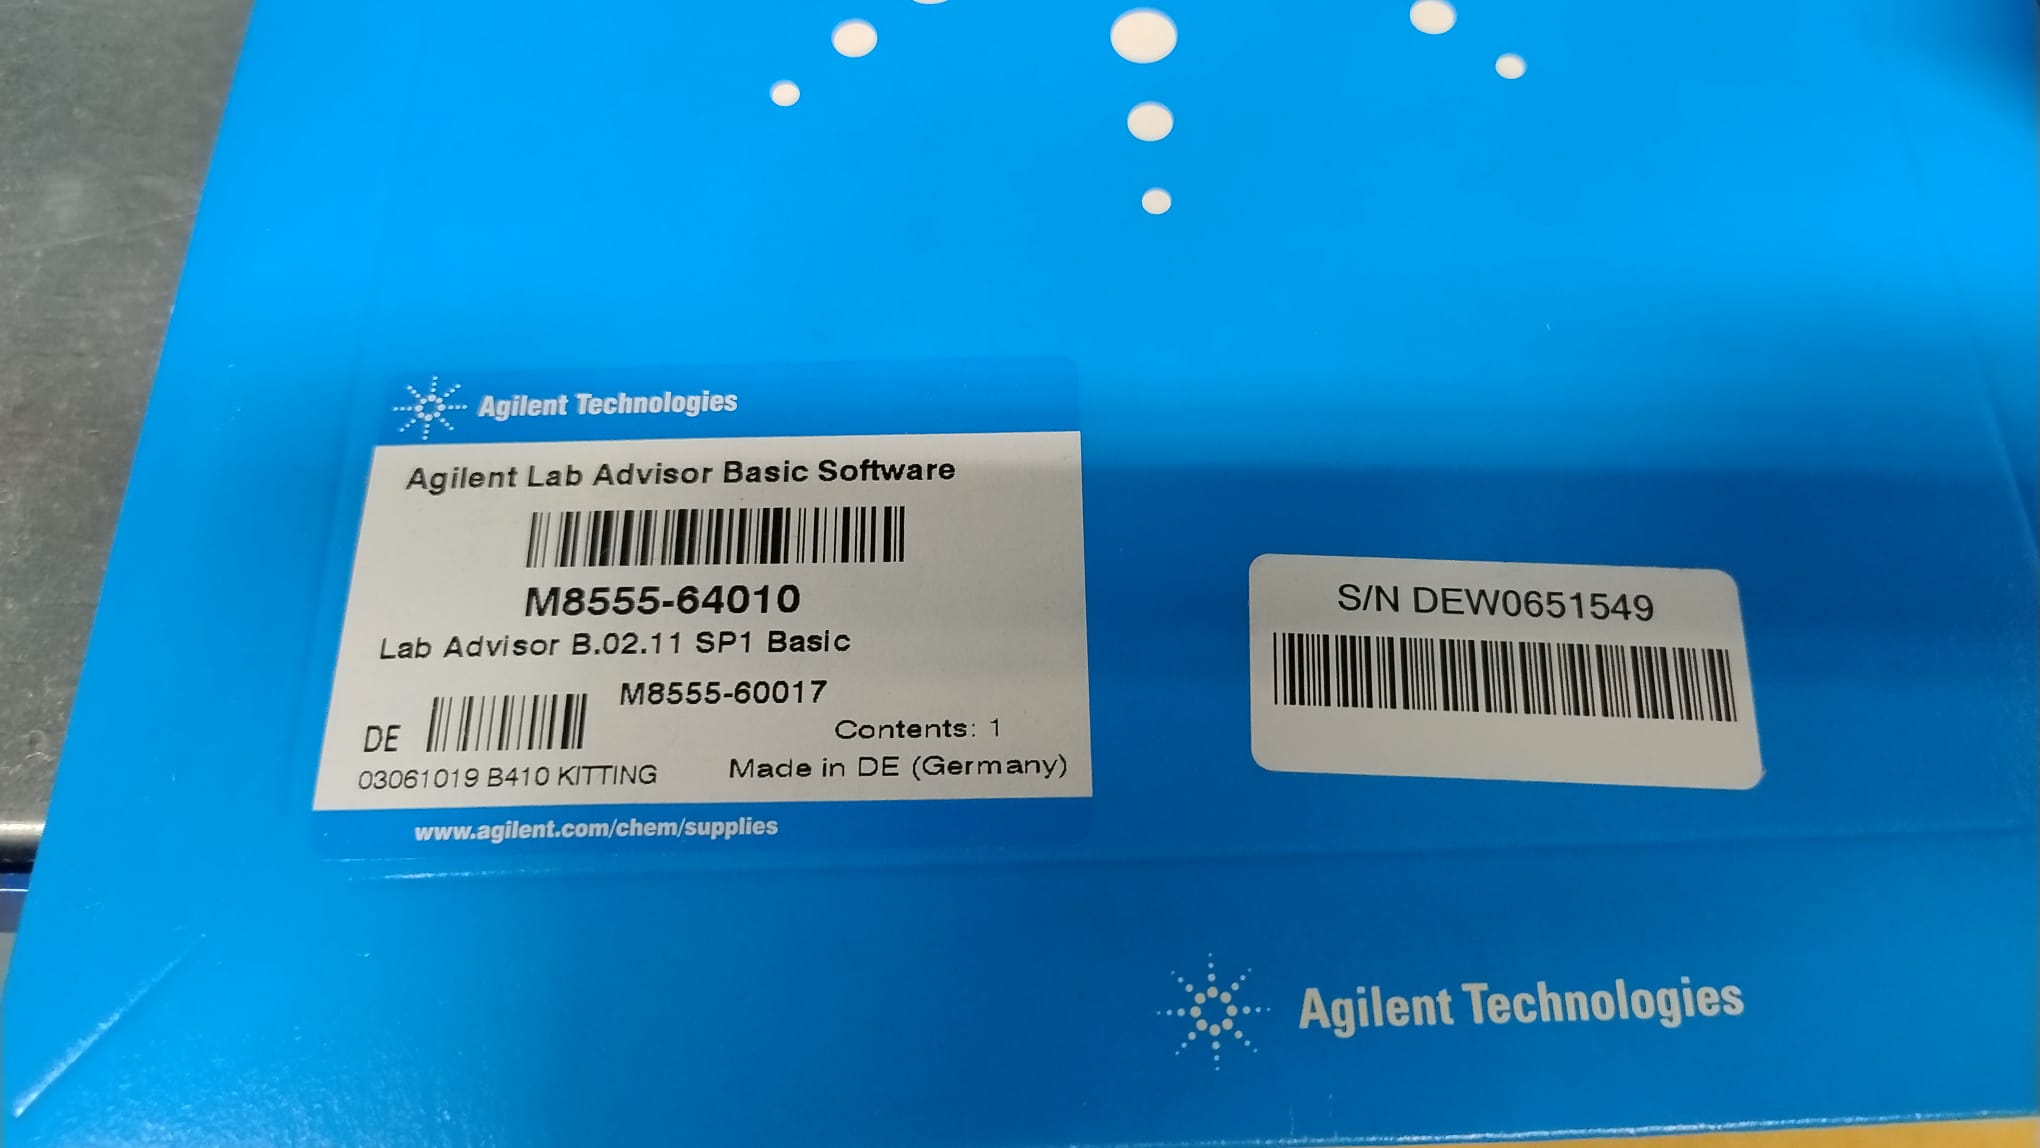 Agilent Technologies
Agilent Lab Advisor Basic Software
M8555-64010
Lab Advisor B.02.11 SP1 Basic
M8555-60017
DE
Contents: 1
03061019 B410 KITTING
Made in DE (Germany)
www.agilent.com/chem/supplies
S/N DEW0651549
Agilent Technologies